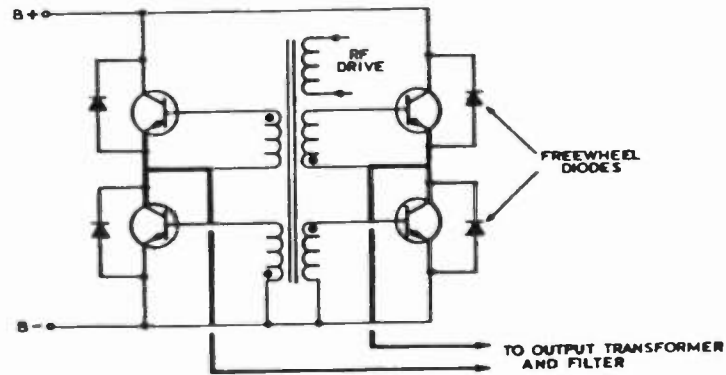 B+
RF
DRIVE
FREEWHEEL
DIODES
B-
TO OUTPUT TRANSFORMER
AND FILTER